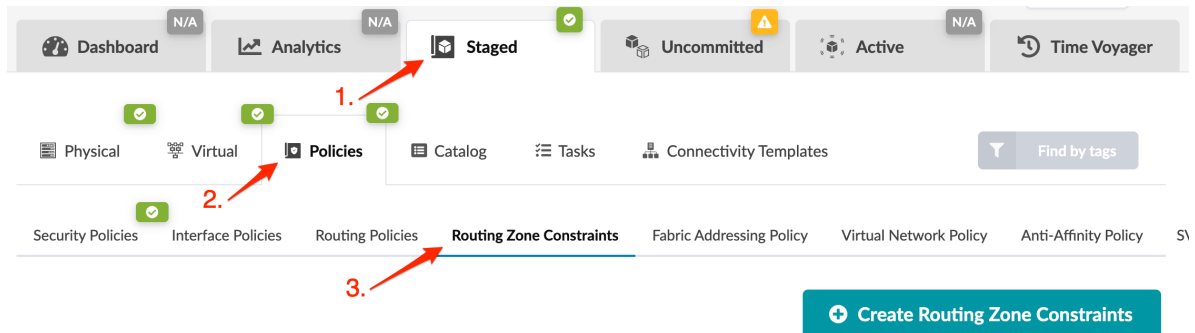 N/A N/A N/A
Dashboard Analytics Staged Uncommitted Active Time Voyager
1.
Physical Virtual Policies Catalog Tasks Connectivity Templates Find by tags
2.
Security Policies Interface Policies Routing Policies Routing Zone Constraints Fabric Addressing Policy Virtual Network Policy Anti-Affinity Policy
3.
Create Routing Zone Constraints